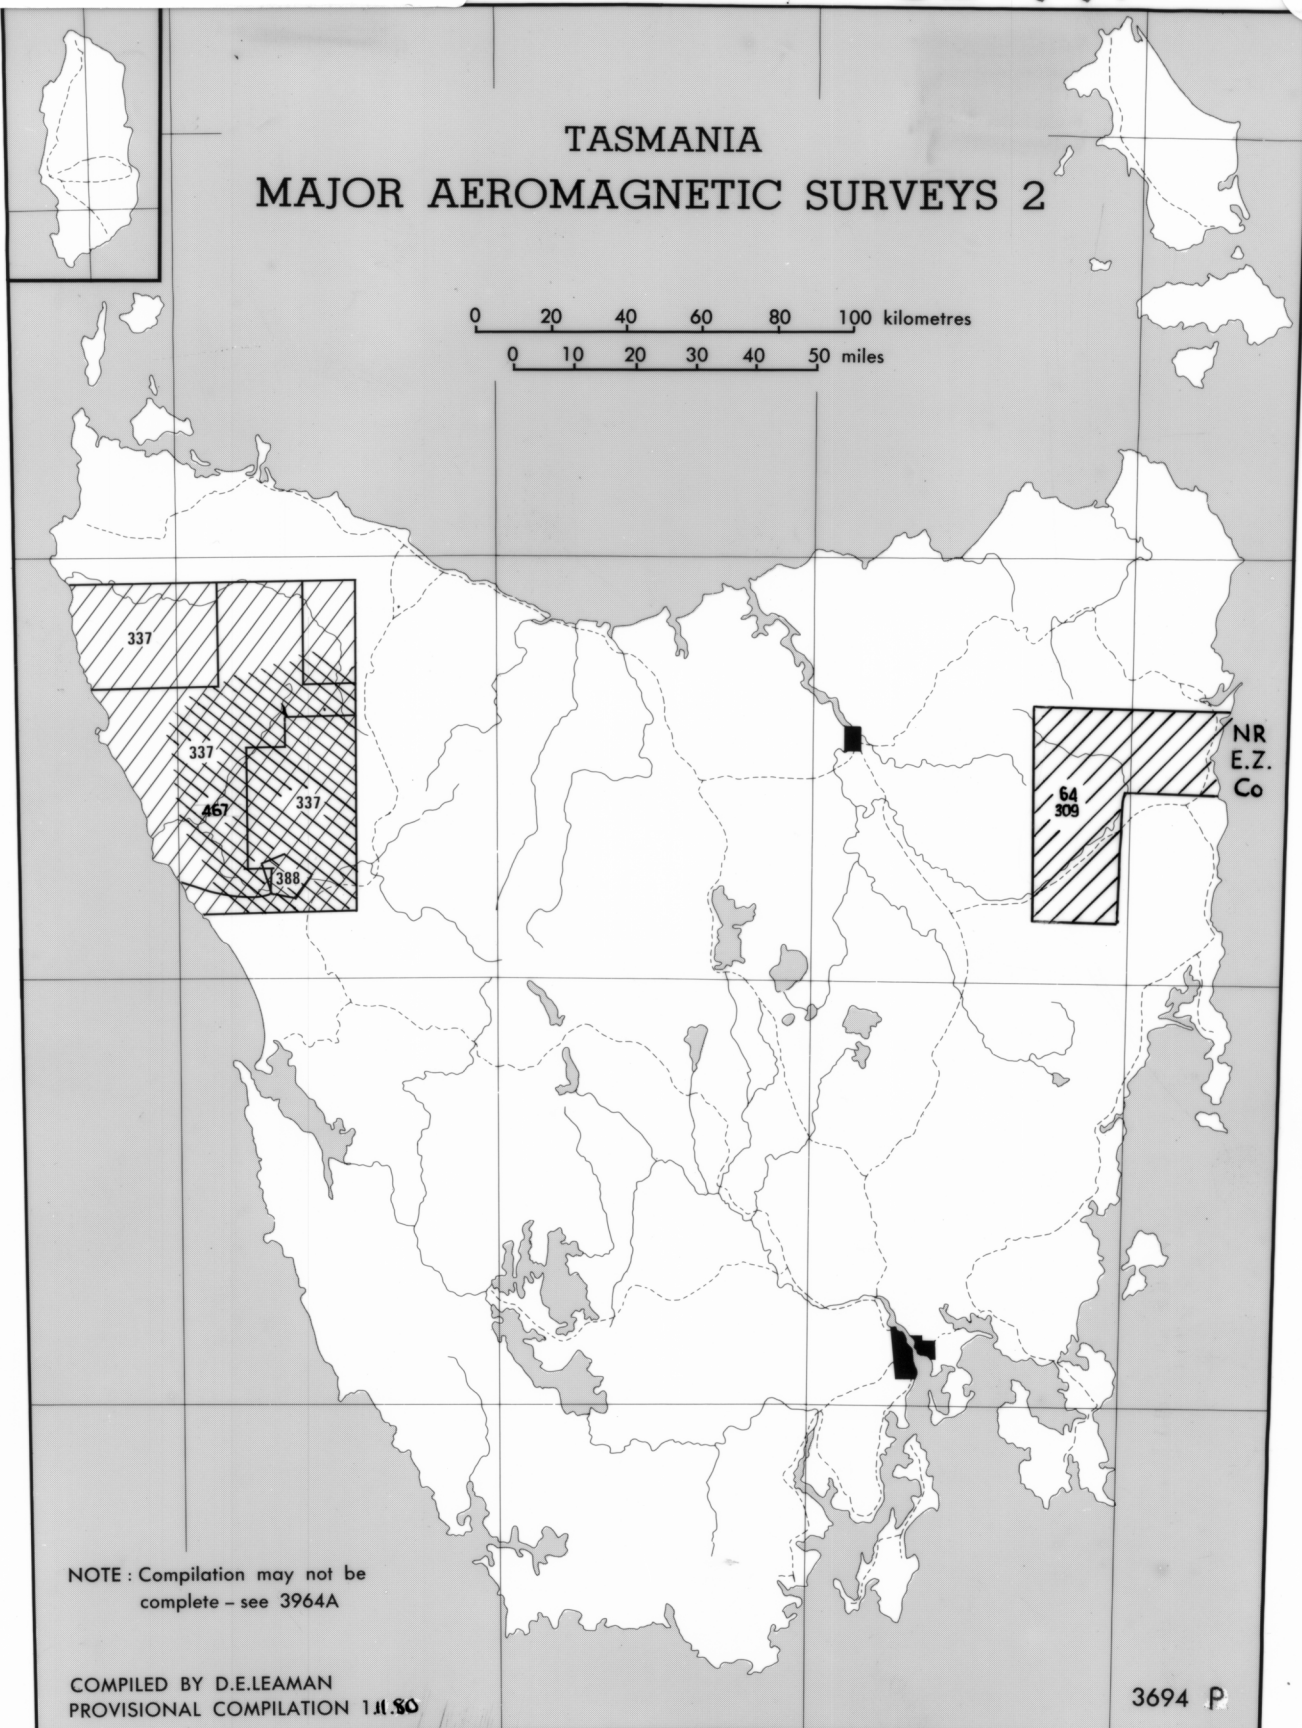 TASMANIA
MAJOR AEROMAGNETIC SURVEYS 2
0 20 40 60 80 100 kilometres
0 10 20 30 40 50 miles
337
337
467
337
388
64
309
NR
E.Z.
Co
NOTE : Compilation may not be
complete – see 3964A
COMPILED BY D.E.LEAMAN
PROVISIONAL COMPILATION 1.11.80
3694 P